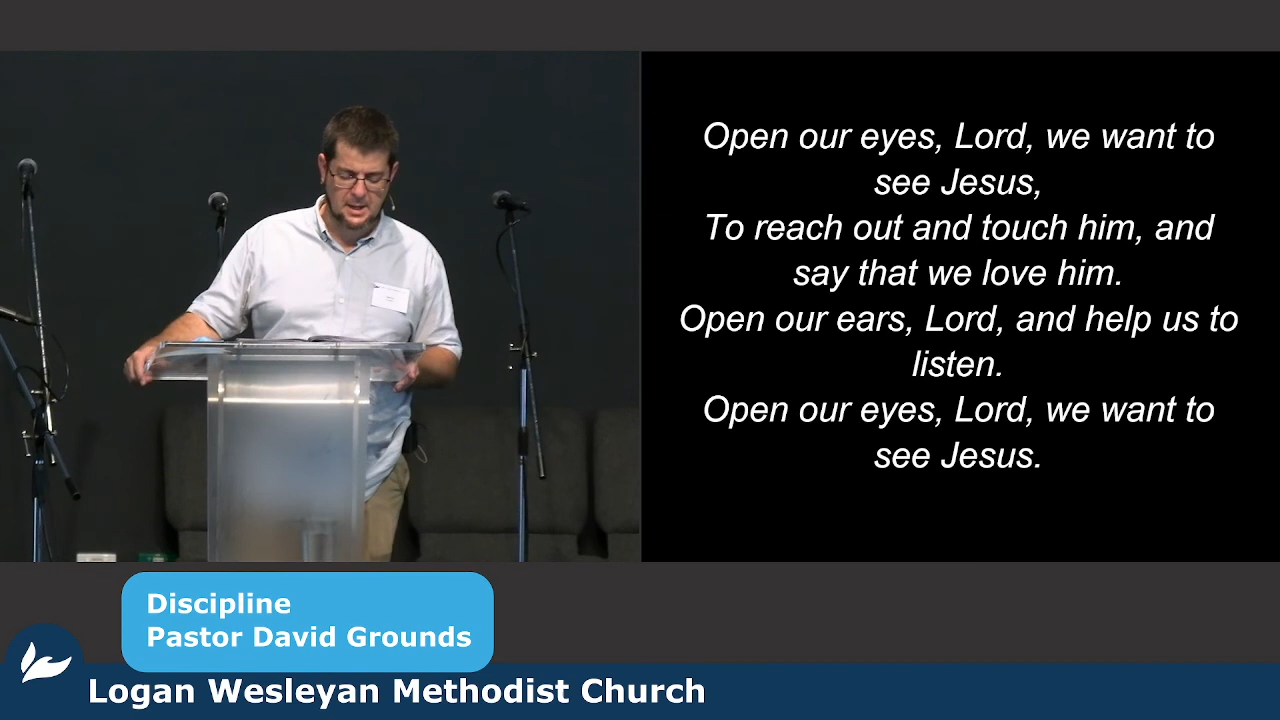 Open our eyes, Lord, we want to
see Jesus,
To reach out and touch him, and
say that we love him.
Open our ears, Lord, and help us to
listen.
Open our eyes, Lord, we want to
see Jesus.
Discipline
Pastor David Grounds
Logan Wesleyan Methodist Church